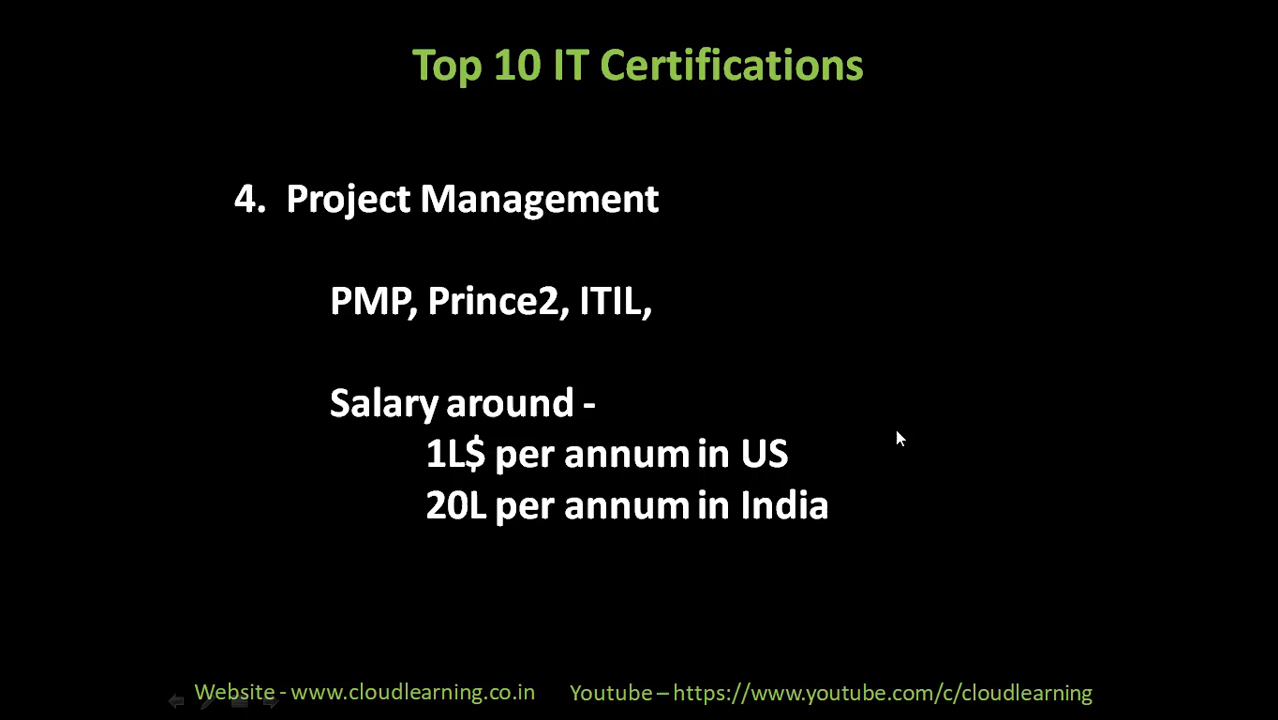 Top 10 IT Certifications
4. Project Management
PMP, Prince2, ITIL,
Salary around -
1L$ per annum in US
20L per annum in India
Website - www.cloudlearning.co.in Youtube – https://www.youtube.com/c/cloudlearning